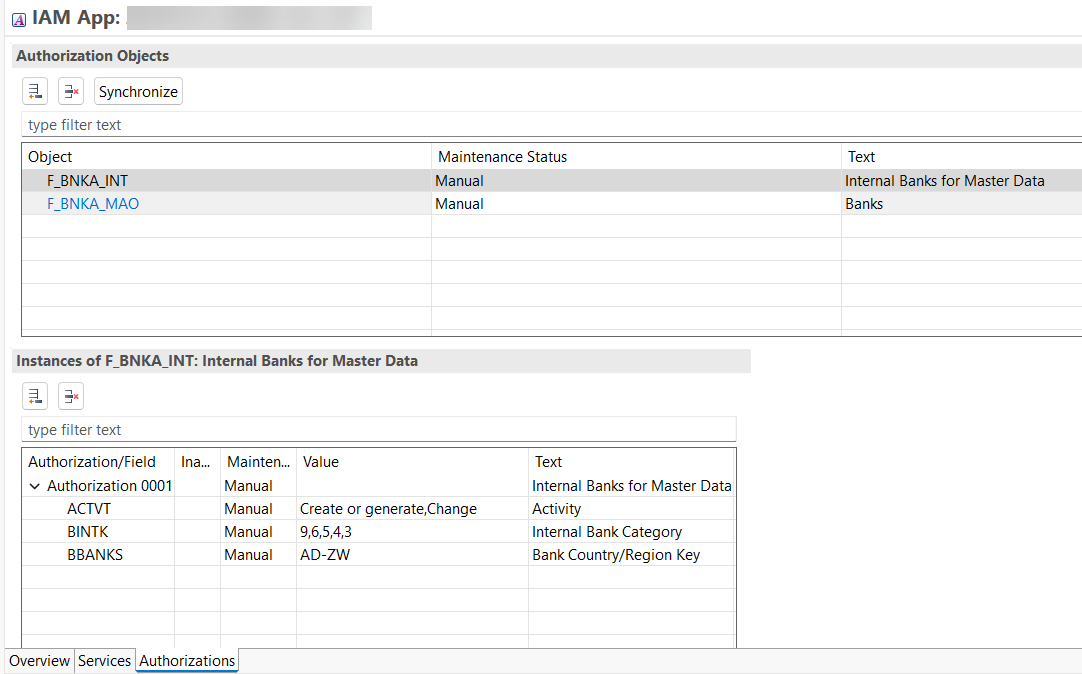 IAM App:
Authorization Objects
Synchronize
type filter text
Object Maintenance Status Text
F_BNKA_INT Manual Internal Banks for Master Data
F_BNKA_MAO Manual Banks
Instances of F_BNKA_INT: Internal Banks for Master Data
type filter text
Authorization/Field Ina... Mainten... Value Text
Authorization 0001 Manual Internal Banks for Master Data
ACTVT Manual Create or generate,Change Activity
BINTK Manual 9,6,5,4,3 Internal Bank Category
BBANKS Manual AD-ZW Bank Country/Region Key
Overview Services Authorizations